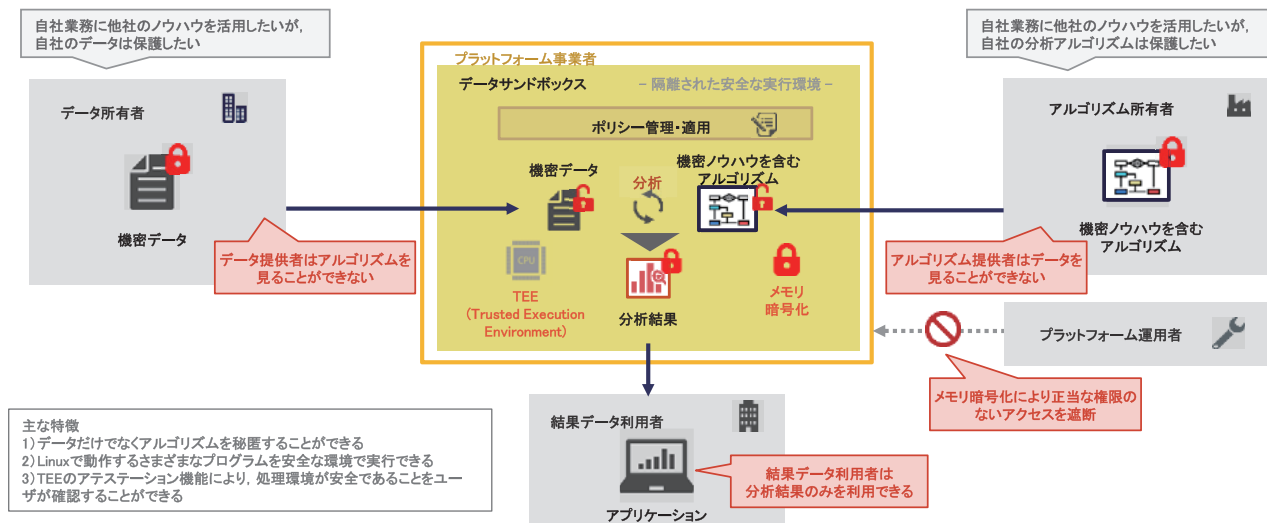 自社業務に他社のノウハウを活用したいが，
自社のデータは保護したい
データ所有者
機密データ
データ提供者はアルゴリズムを
見ることができない
プラットフォーム事業者
データサンドボックス
− 隔離された安全な実行環境 −
ポリシー管理・適用
機密データ
分析
機密ノウハウを含む
アルゴリズム
CPU
TEE
（Trusted Execution
Environment）
分析結果
メモリ
暗号化
自社業務に他社のノウハウを活用したいが，
自社の分析アルゴリズムは保護したい
アルゴリズム所有者
機密ノウハウを含む
アルゴリズム
アルゴリズム提供者はデータを
見ることができない
プラットフォーム運用者
メモリ暗号化により正当な権限の
ないアクセスを遮断
結果データ利用者
アプリケーション
結果データ利用者は
分析結果のみを利用できる
主な特徴
1）データだけでなくアルゴリズムを秘匿することができる
2）Linuxで動作するさまざまなプログラムを安全な環境で実行できる
3）TEEのアテステーション機能により，処理環境が安全であることをユー
ザが確認することができる